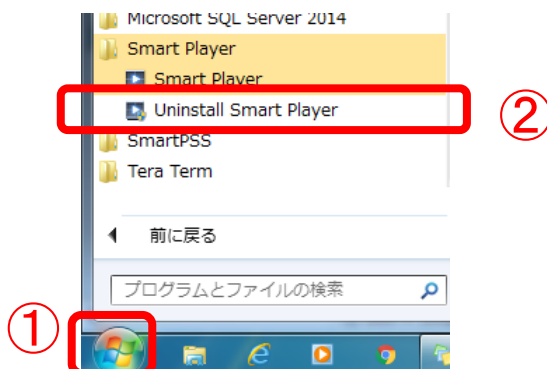 Microsoft SQL Server 2014
Smart Player
Smart Player
Uninstall Smart Player
②
SmartPSS
Tera Term
前に戻る
プログラムとファイルの検索
①